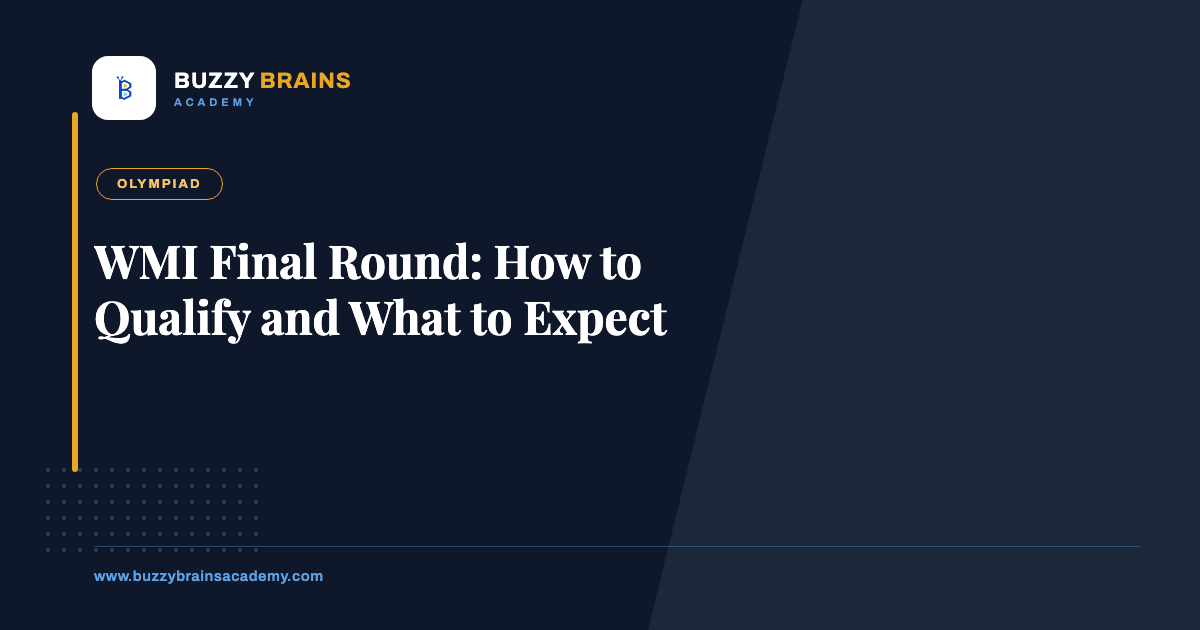 BUZZY BRAINS
ACADEMY
OLYMPIAD
WMI Final Round: How to
Qualify and What to Expect
www.buzzybrainsacademy.com